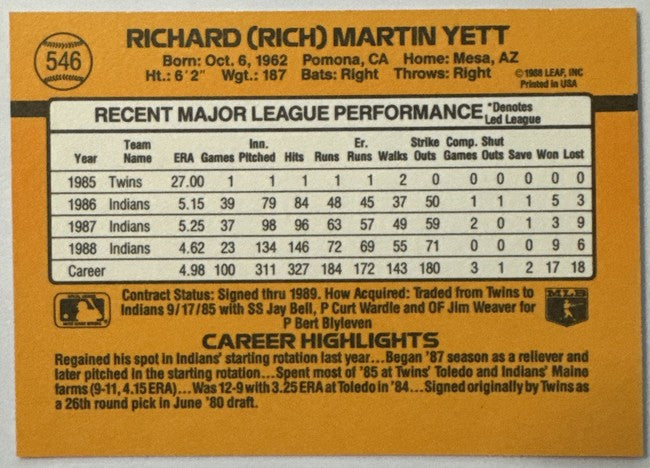 546
RICHARD (RICH) MARTIN YETT
Born: Oct. 6, 1962 Pomona, CA Home: Mesa, AZ
Ht.: 6'2" Wgt.: 187 Bats: Right Throws: Right
©1988 LEAF, INC
Printed in USA
RECENT MAJOR LEAGUE PERFORMANCE *Denotes Led League
Year Team Name ERA Games Inn. Pitched Hits Runs Er. Runs Walks Strike Outs Comp. Games Shut Outs Save Won Lost
1985 Twins 27.00 1 1 1 1 1 2 0 0 0 0 0 0
1986 Indians 5.15 39 79 84 48 45 37 50 1 1 1 5 3
1987 Indians 5.25 37 98 96 63 57 49 59 2 0 1 3 9
1988 Indians 4.62 23 134 146 72 69 55 71 0 0 0 9 6
Career 4.98 100 311 327 184 172 143 180 3 1 2 17 18
Contract Status: Signed thru 1989. How Acquired: Traded from Twins to
Indians 9/17/85 with SS Jay Bell, P Curt Wardle and OF Jim Weaver for
P Bert Blyleven
MLB
CAREER HIGHLIGHTS
Regained his spot in Indians' starting rotation last year...Began '87 season as a reliever and
later pitched in the starting rotation...Spent most of '85 at Twins' Toledo and Indians' Maine
farms (9-11, 4.15 ERA)...Was 12-9 with 3.25 ERA at Toledo in '84...Signed originally by Twins as
a 26th round pick in June '80 draft.